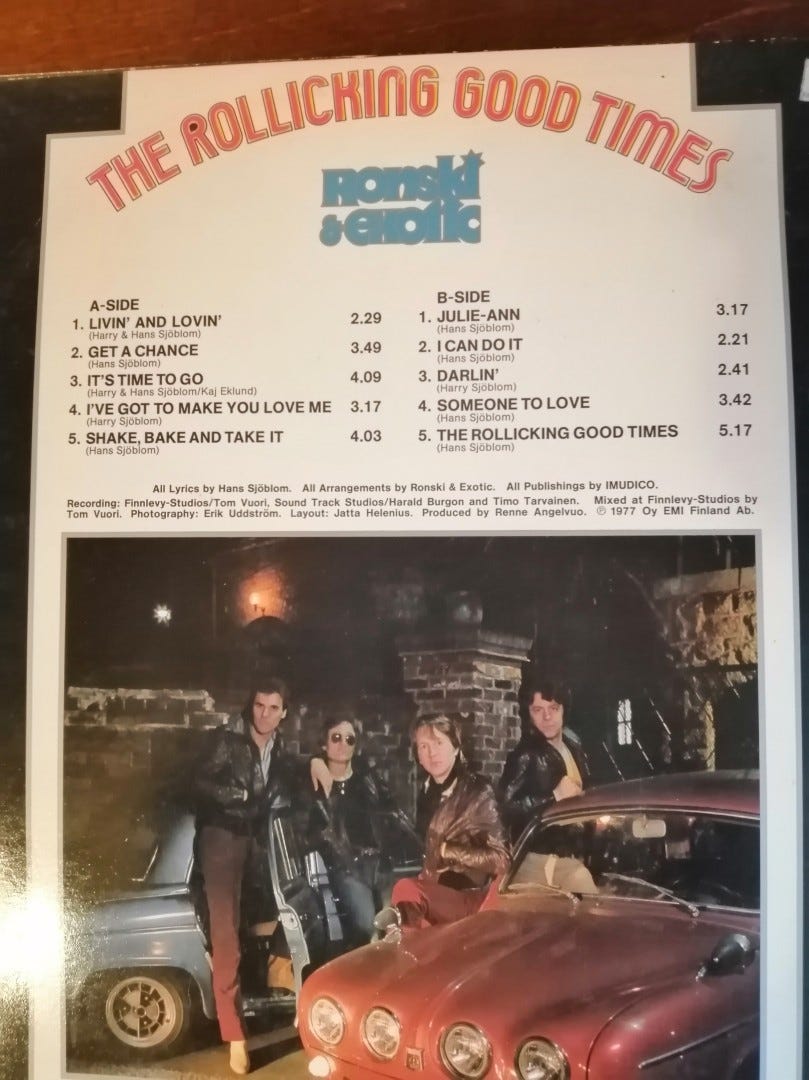 THE ROLLICKING GOOD TIMES
Ronski
& exotic
A-SIDE
1. LIVIN' AND LOVIN' 2.29
(Harry & Hans Sjöblom)
2. GET A CHANCE 3.49
(Hans Sjöblom)
3. IT'S TIME TO GO 4.09
(Harry & Hans Sjöblom/Kaj Eklund)
4. I'VE GOT TO MAKE YOU LOVE ME 3.17
(Harry Sjöblom)
5. SHAKE, BAKE AND TAKE IT 4.03
(Hans Sjöblom)
B-SIDE
1. JULIE-ANN 3.17
(Hans Sjöblom)
2. I CAN DO IT 2.21
(Hans Sjöblom)
3. DARLIN' 2.41
(Harry Sjöblom)
4. SOMEONE TO LOVE 3.42
(Hans Sjöblom)
5. THE ROLLICKING GOOD TIMES 5.17
(Hans Sjöblom)
All Lyrics by Hans Sjöblom. All Arrangements by Ronski & Exotic. All Publishings by IMUDICO.
Recording: Finnlevy-Studios/Tom Vuori, Sound Track Studios/Harald Burgon and Timo Tarvainen. Mixed at Finnlevy-Studios by
Tom Vuori. Photography: Erik Uddström. Layout: Jatta Helenius. Produced by Renne Angelvuo. ℗ 1977 Oy EMI Finland Ab.